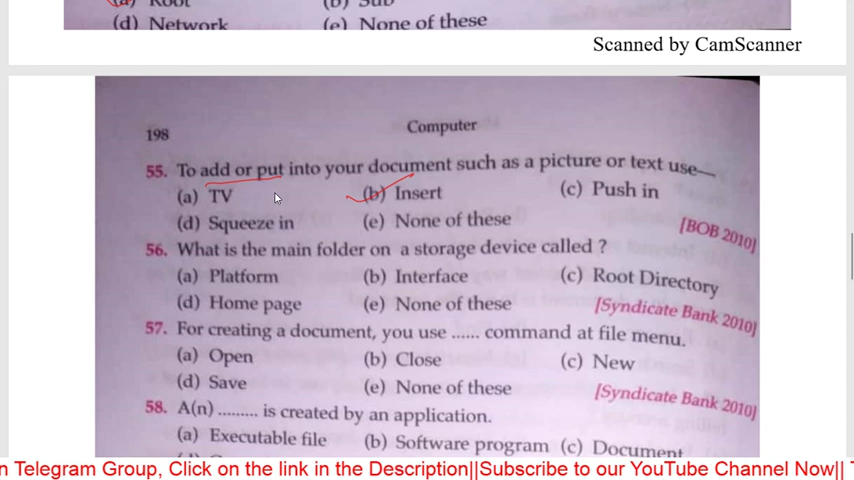 (a) Root (b) Sub
(d) Network (e) None of these
Scanned by CamScanner
198 Computer
55. To add or put into your document such as a picture or text use—
(a) TV (b) Insert (c) Push in
(d) Squeeze in (e) None of these
[BOB 2010]
56. What is the main folder on a storage device called ?
(a) Platform (b) Interface (c) Root Directory
(d) Home page (e) None of these
[Syndicate Bank 2010]
57. For creating a document, you use ...... command at file menu.
(a) Open (b) Close (c) New
(d) Save (e) None of these
[Syndicate Bank 2010]
58. A(n) ......... is created by an application.
(a) Executable file (b) Software program (c) Document
n Telegram Group, Click on the link in the Description||Subscribe to our YouTube Channel Now||